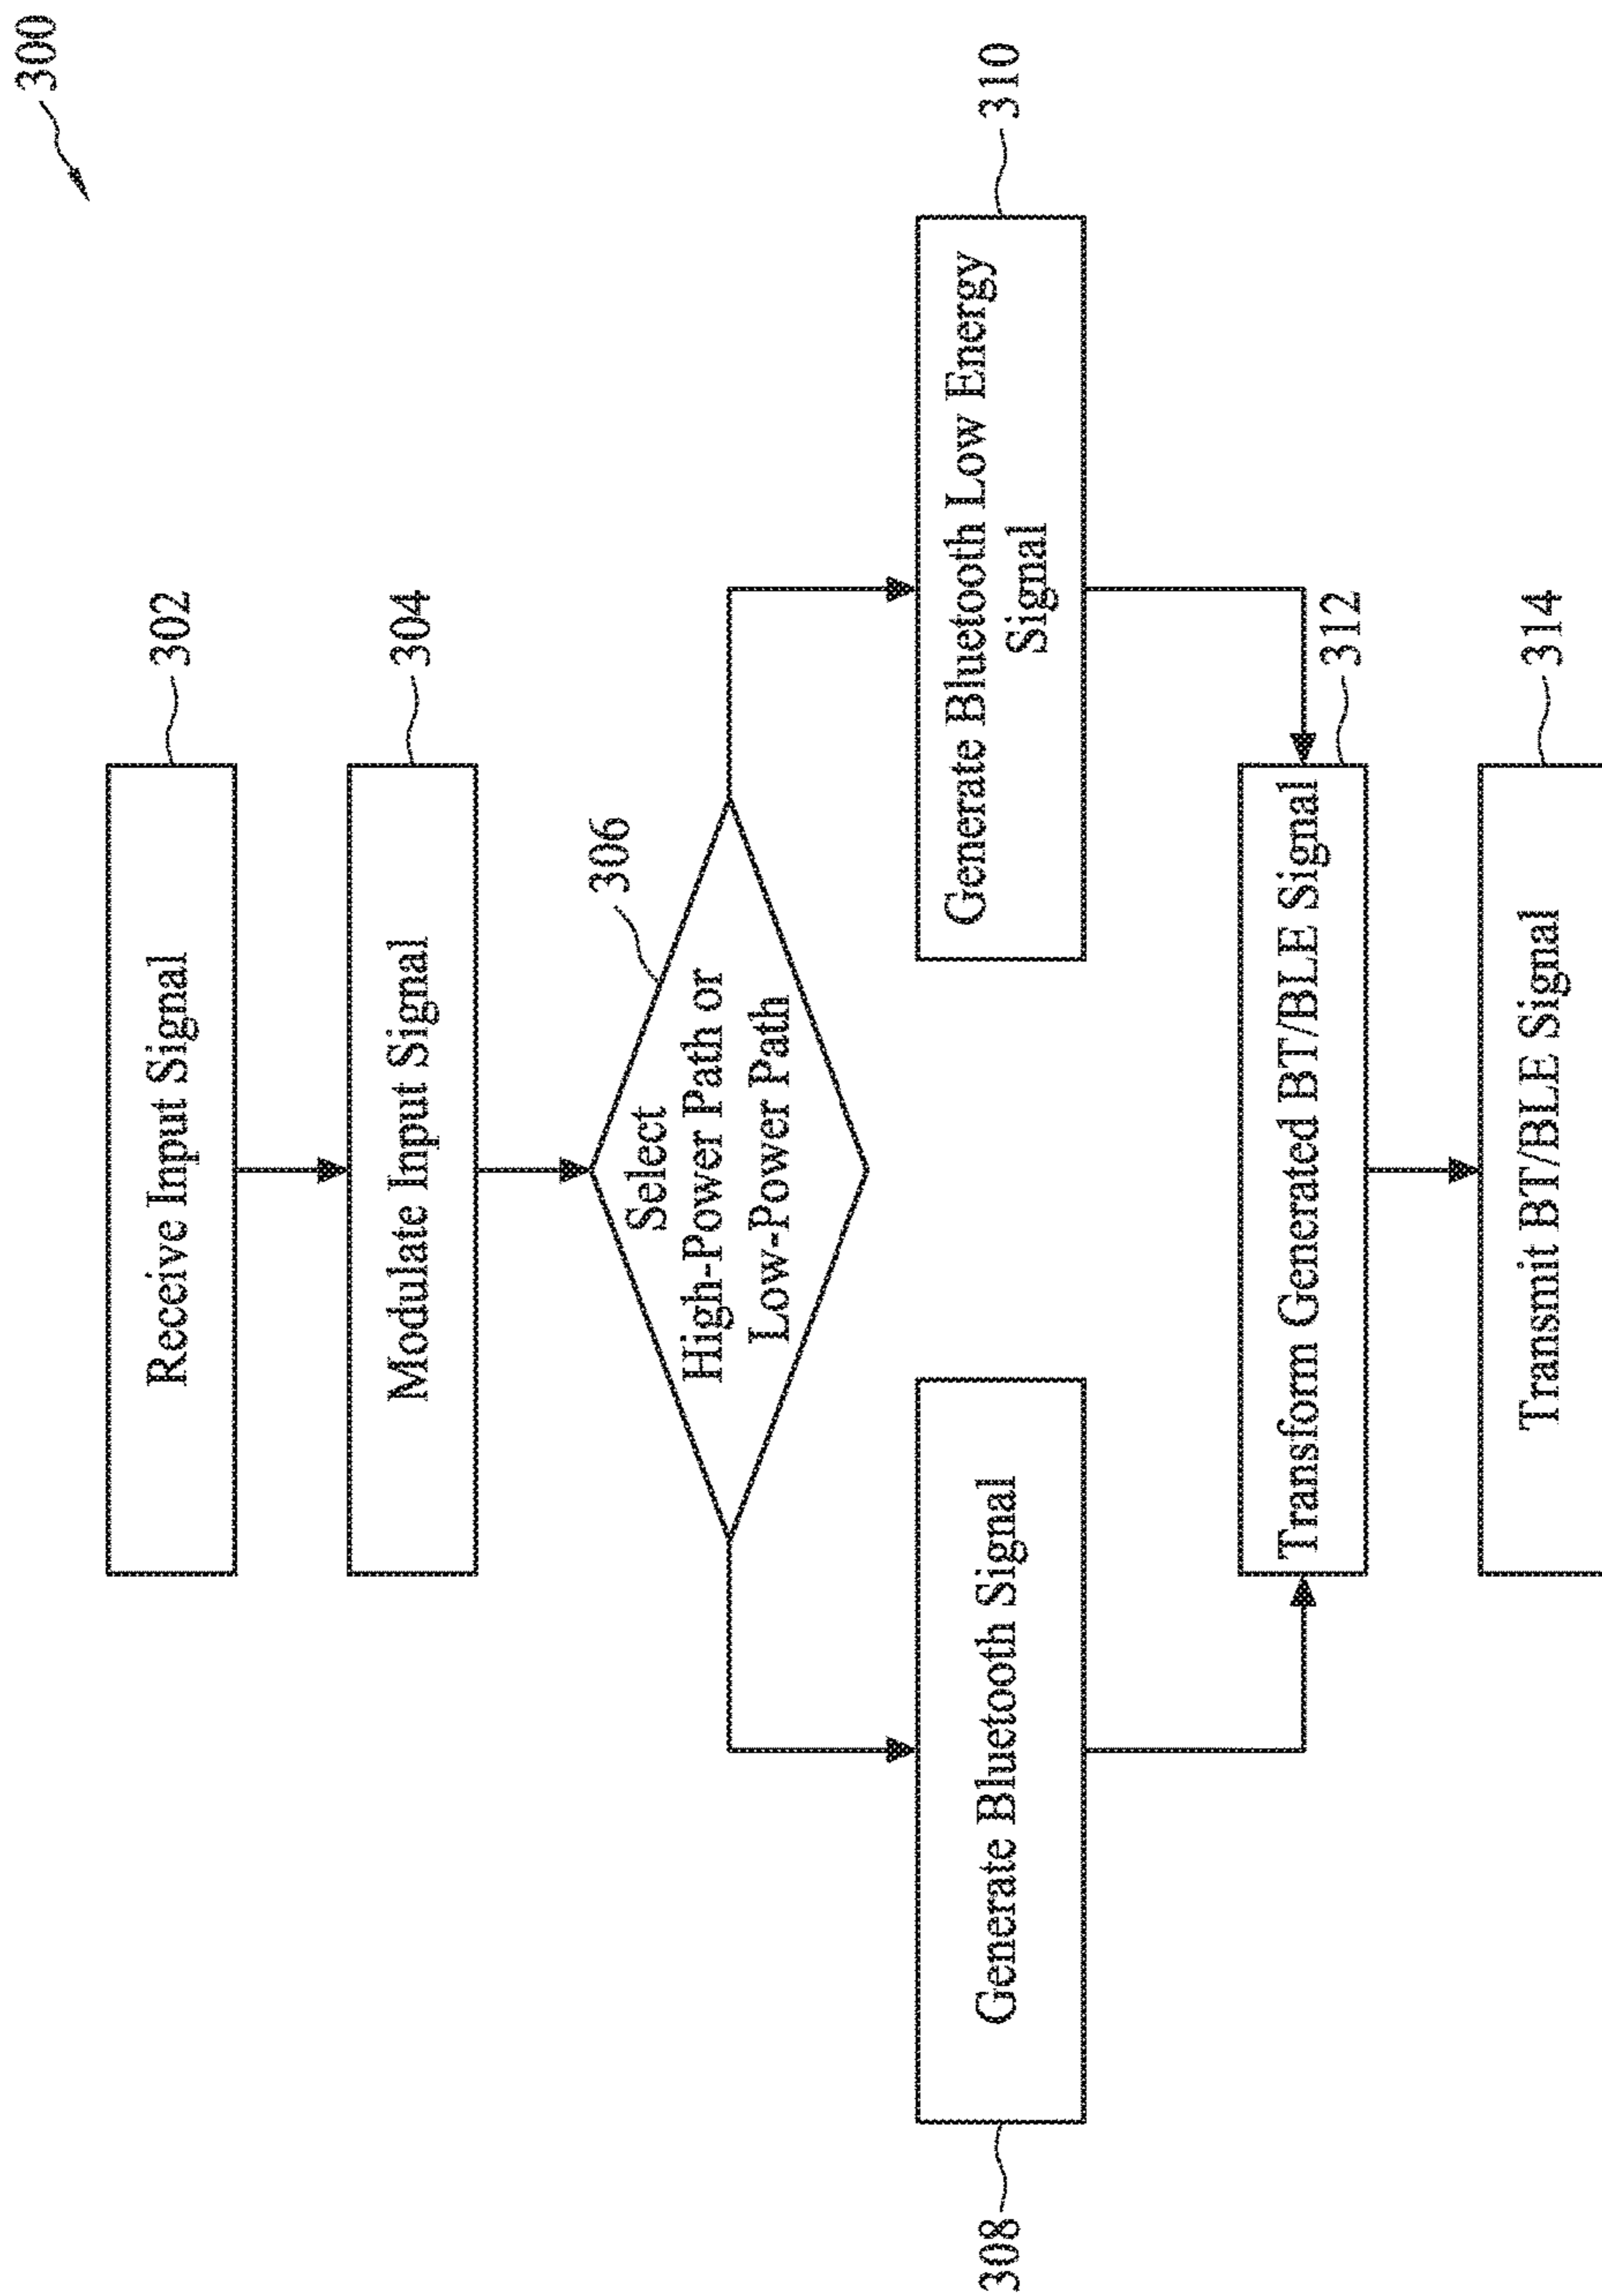 300
Receive Input Signal
302
Modulate Input Signal
304
306
Select
High-Power Path or
Low-Power Path
308
Generate Bluetooth Signal
Generate Bluetooth Low Energy
Signal
310
Transform Generated BT/BLE Signal
312
Transmit BT/BLE Signal
314